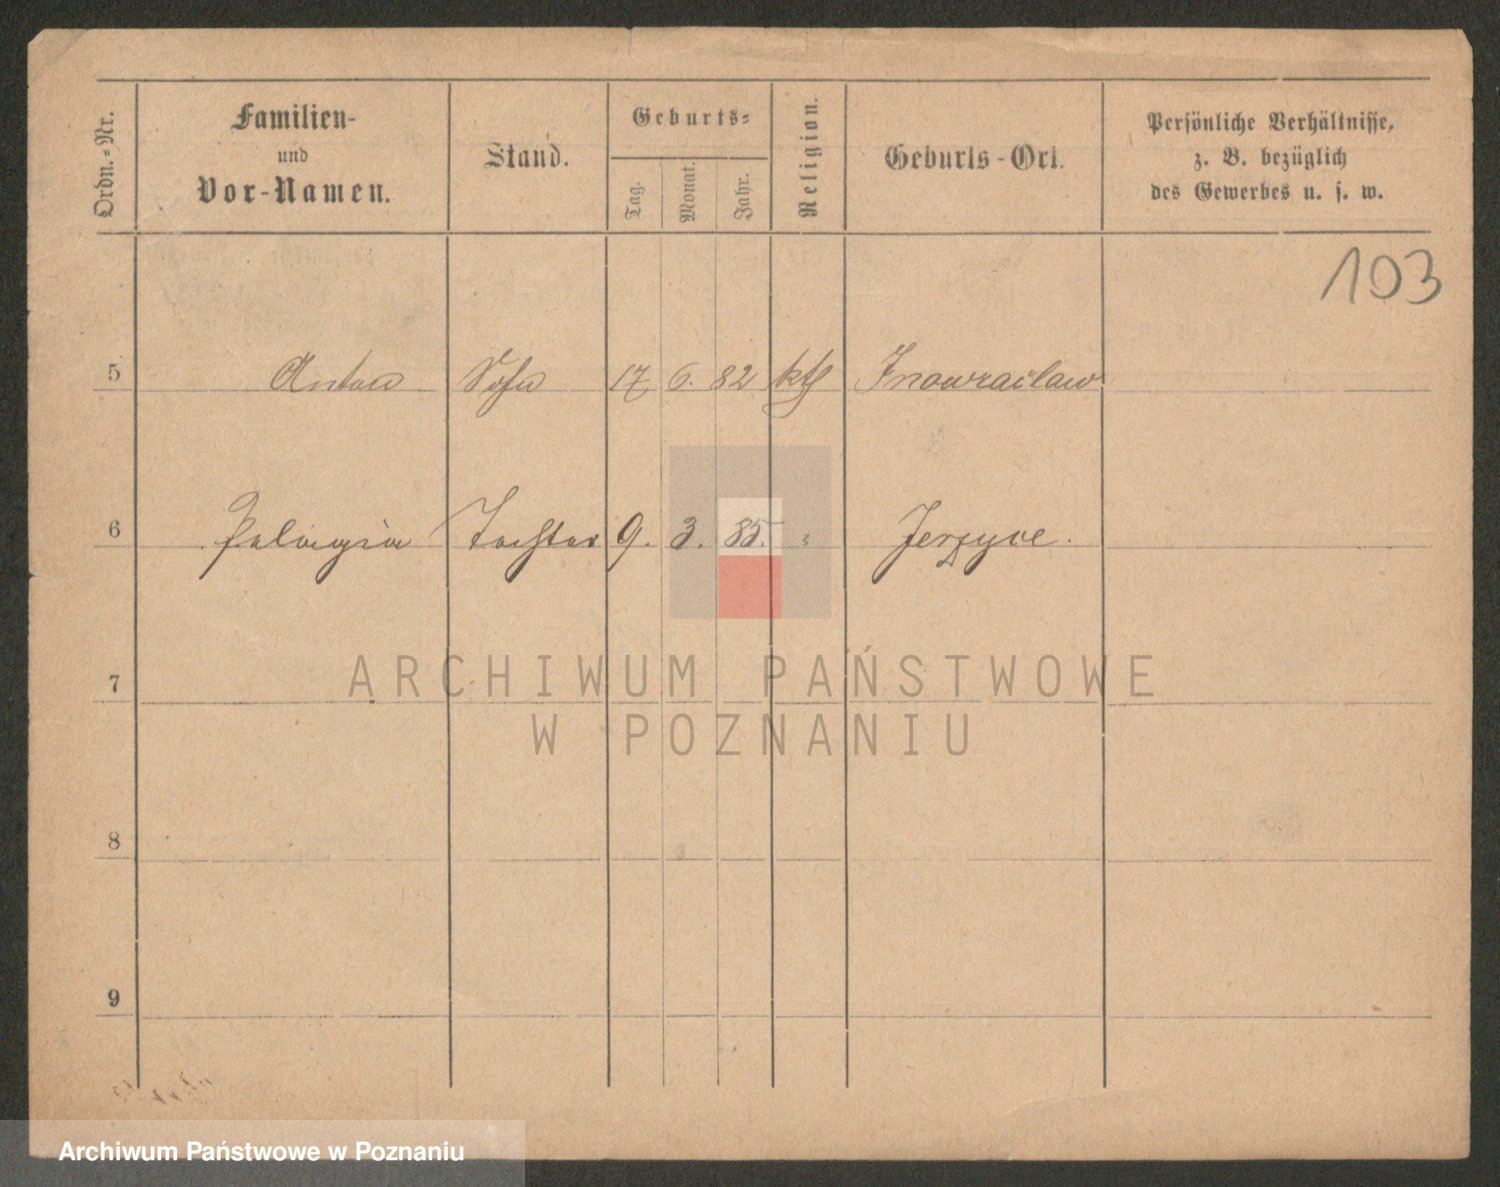 Ordn.-Nr.
Familien-
und
Vor-Namen.
Stand.
Geburts-
Tag.
Monat.
Jahr.
Religion.
Geburts-Ort.
Persönliche Verhältnisse,
z. B. bezüglich
des Gewerbes u. s. w.
103
5 Anton Sohn 17 6. 82 kth Inowraclaw
6 Pelagia Tochter 9. 3. 85. " Jerzyce.
7
8
9
ARCHIWUM PAŃSTWOWE
W POZNANIU
Archiwum Państwowe w Poznaniu